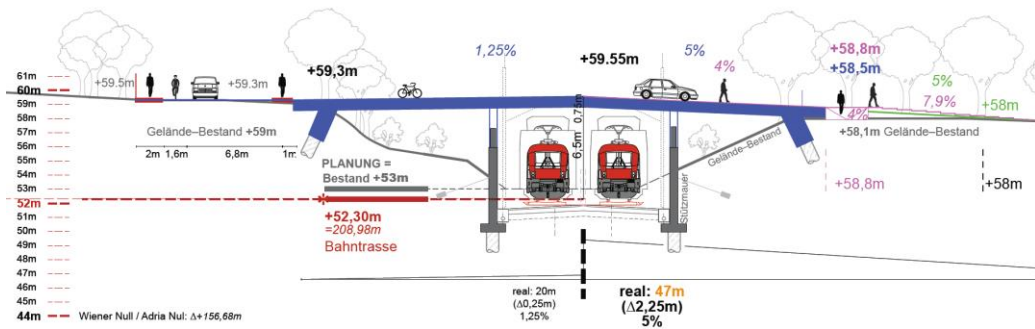 61m
60m
59m
58m
57m
56m
55m
54m
53m
52m
51m
50m
49m
48m
47m
46m
45m
44m
+59.5m
+59.3m
+59,3m
1,25%
+59.55m
5%
4%
+58,8m
+58,5m
5%
7,9%
+58m
4%
Gelände–Bestand +59m
2m
1,6m
6,8m
1m
PLANUNG =
Bestand +53m
0,75m
6,5m
Gelände–Bestand
Stützmauer
+58,1m Gelände–Bestand
+58,8m
+58m
+52,30m
=208,98m
Bahntrasse
real: 20m
(Δ0,25m)
1,25%
real: 47m
(Δ2,25m)
5%
Wiener Null / Adria Nul: Δ+156,68m